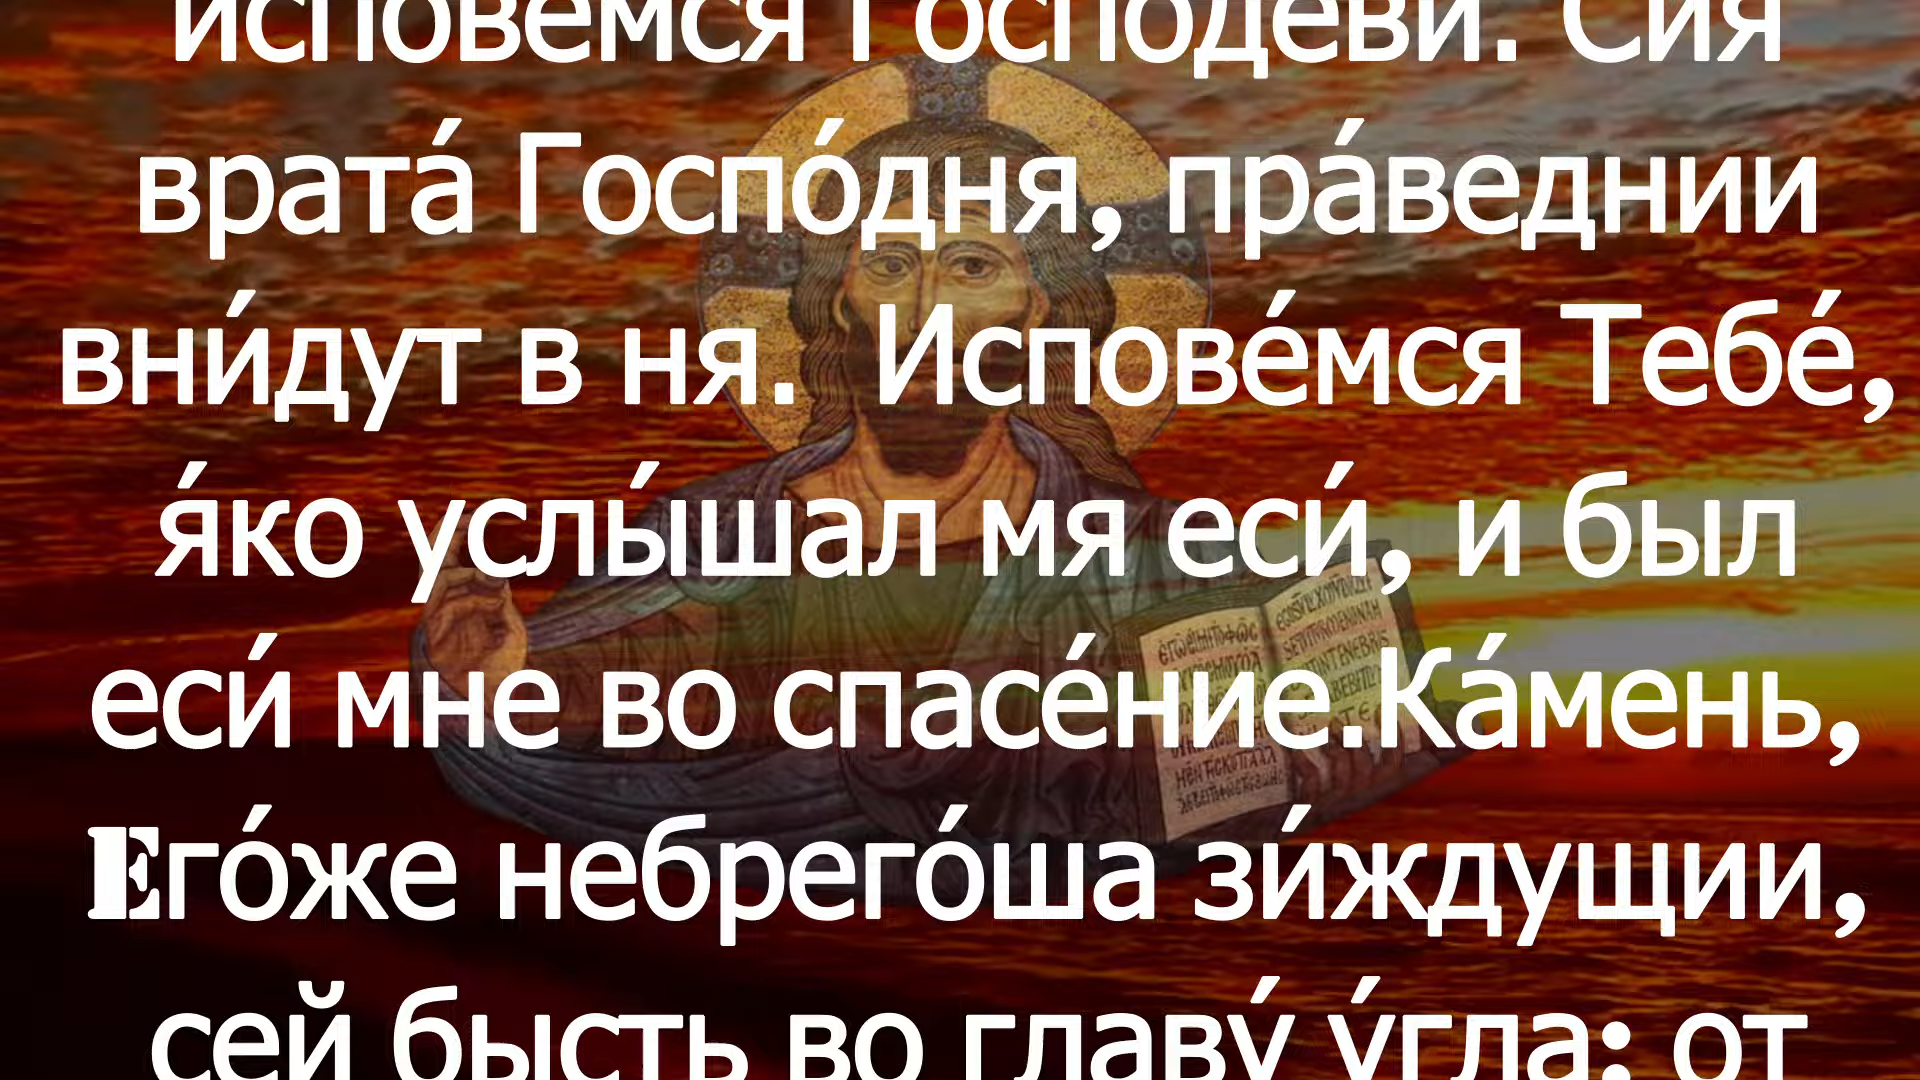 исповемся Господеви. Сия
врата́ Госпо́дня, пра́веднии
вни́дут в ня. Испове́мся Тебе́,
я́ко услы́шал мя еси́, и был
еси́ мне во спасе́ние.Ка́мень,
Его́же небрего́ша зи́ждущии,
сей бысть во главу́ у́гла: от